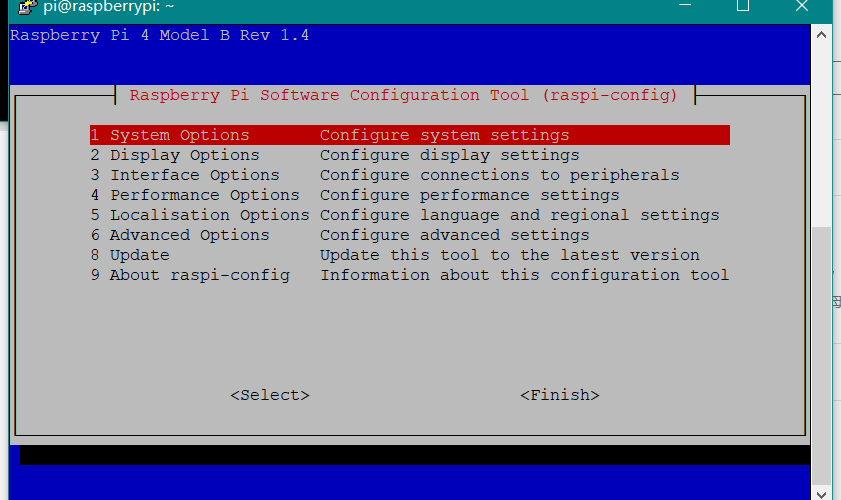 pi@raspberrypi: ~
Raspberry Pi 4 Model B Rev 1.4
Raspberry Pi Software Configuration Tool (raspi-config)
1 System Options Configure system settings
2 Display Options Configure display settings
3 Interface Options Configure connections to peripherals
4 Performance Options Configure performance settings
5 Localisation Options Configure language and regional settings
6 Advanced Options Configure advanced settings
8 Update Update this tool to the latest version
9 About raspi-config Information about this configuration tool
<Select> <Finish>